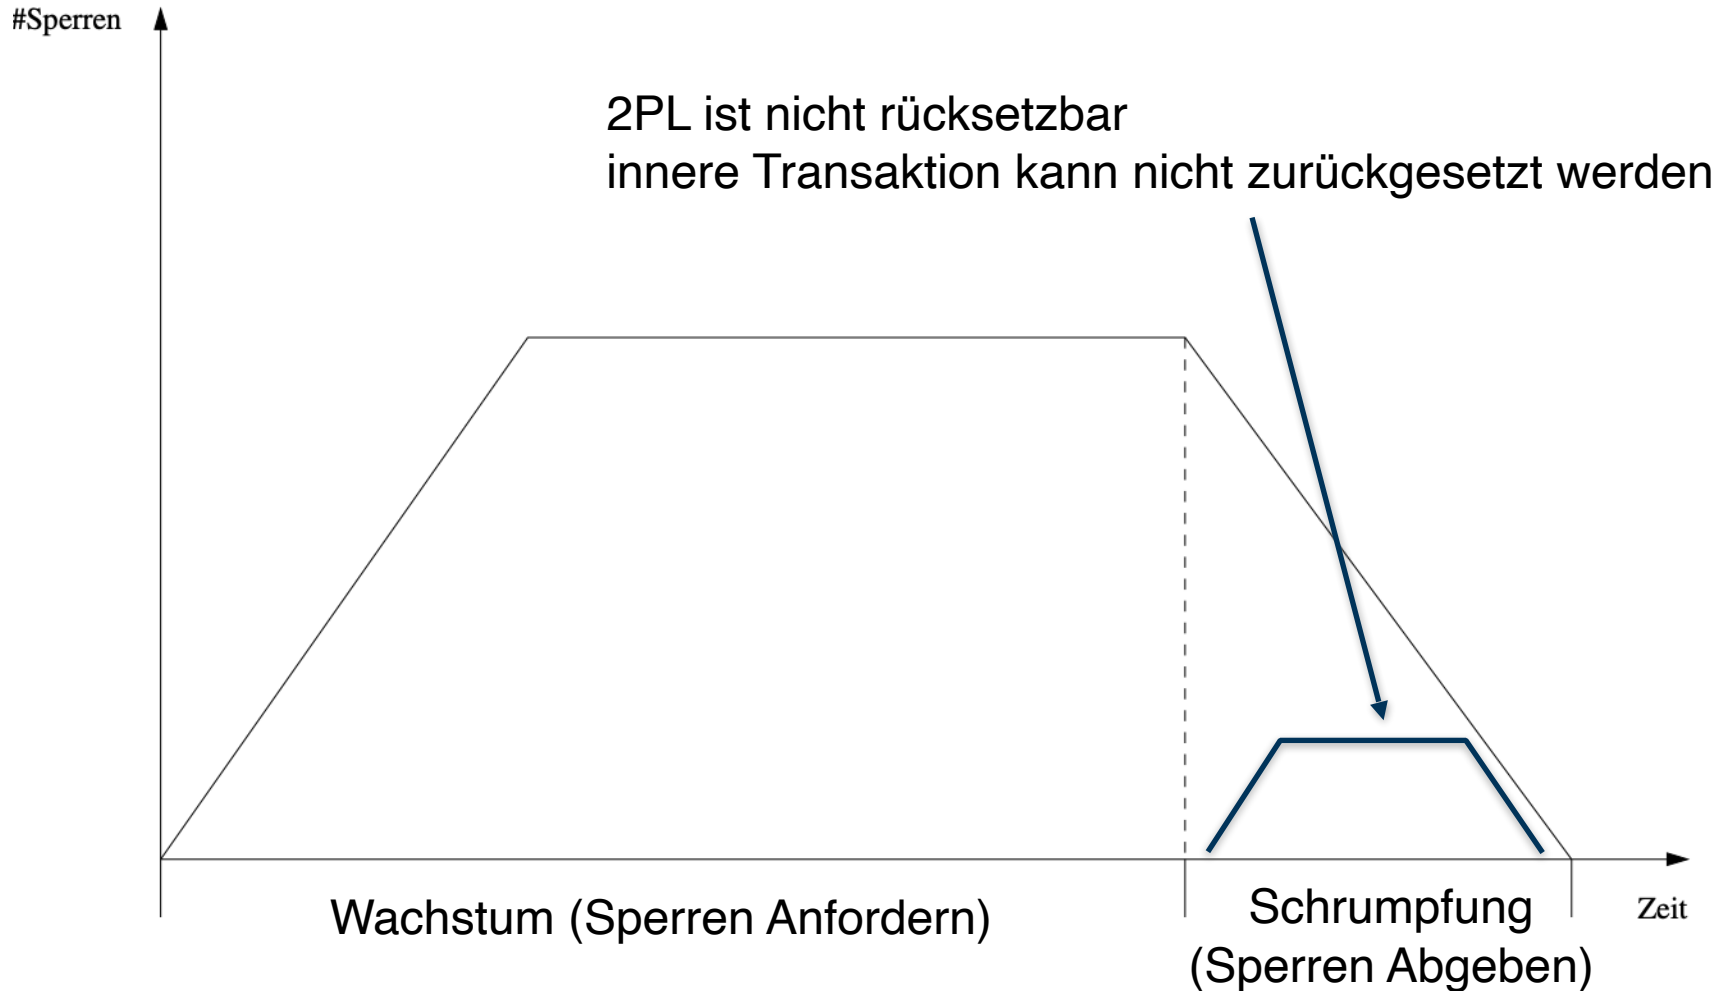 #Sperren
2PL ist nicht rücksetzbar
innere Transaktion kann nicht zurückgesetzt werden
Wachstum (Sperren Anfordern)
Schrumpfung
(Sperren Abgeben)
Zeit